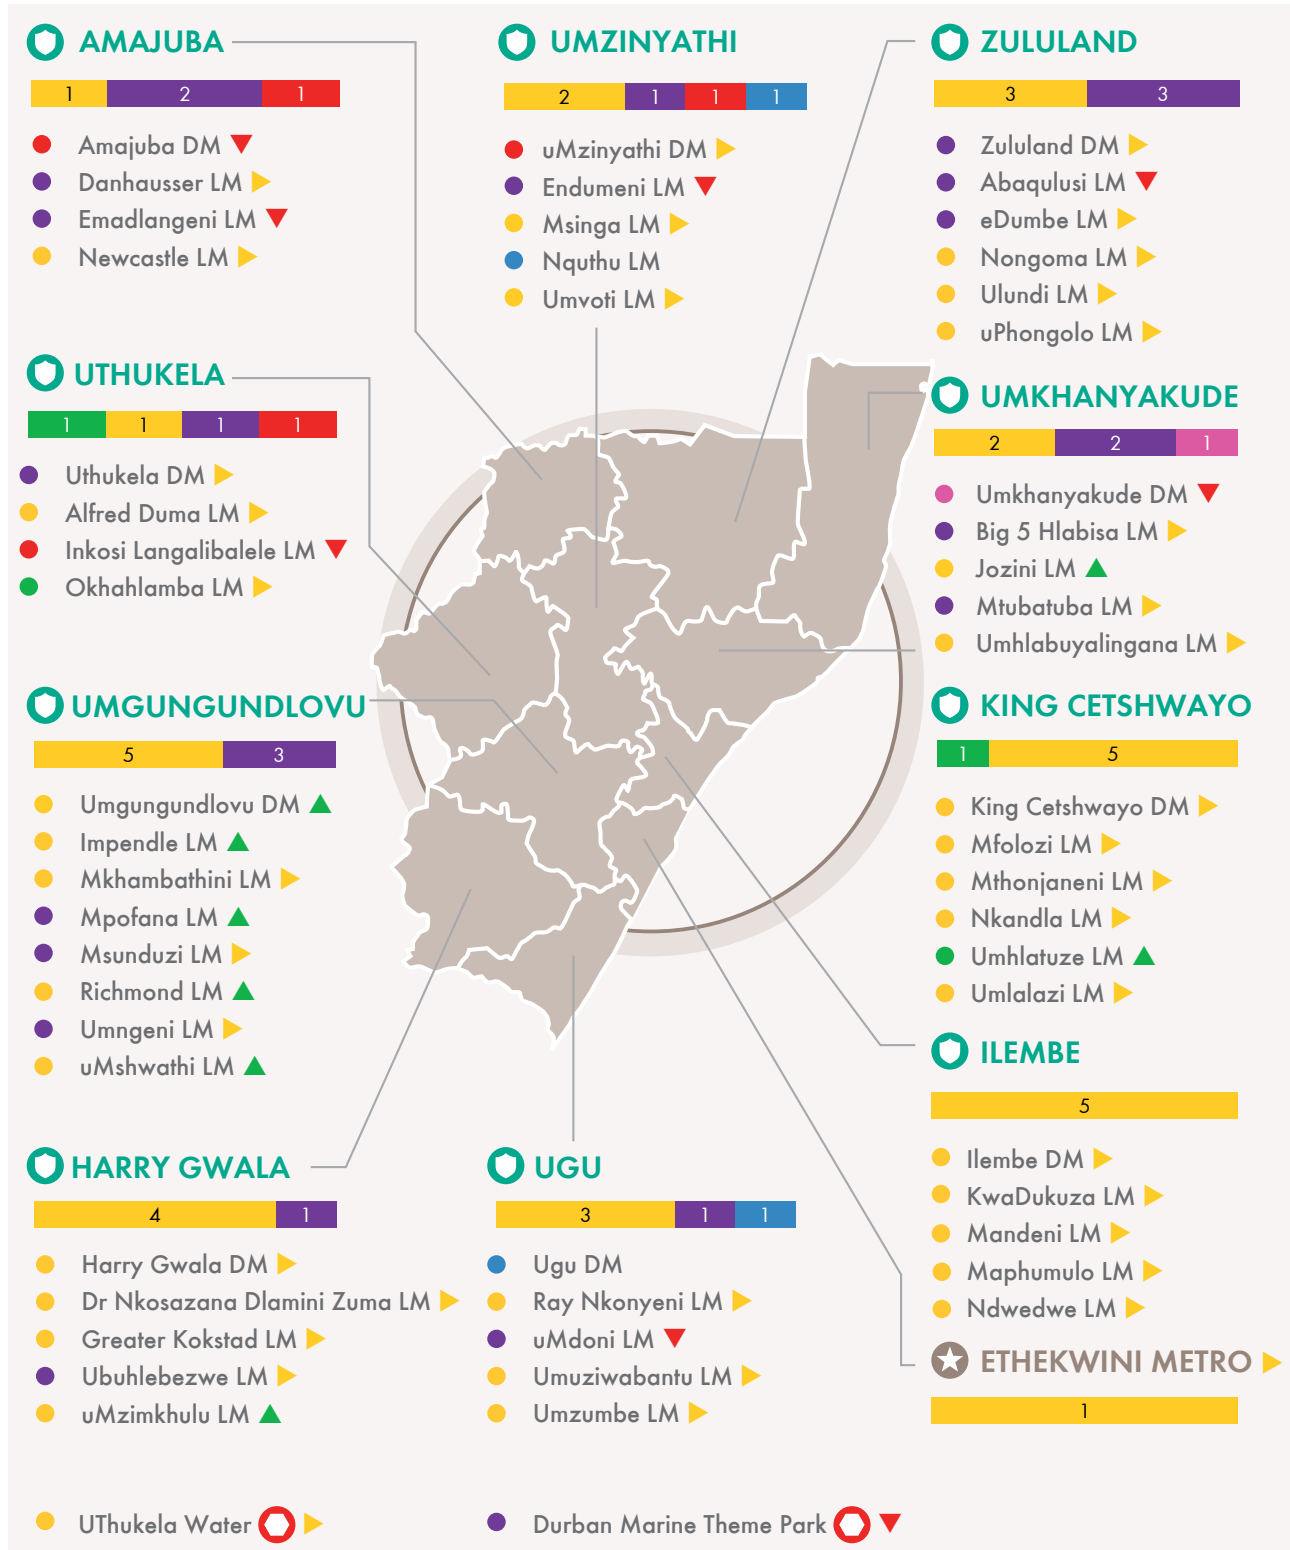 AMAJUBA
1 2 1
Amajuba DM
Danhausser LM
Emadlangeni LM
Newcastle LM
UMZINYATHI
2 1 1 1
uMzinyathi DM
Endumeni LM
Msinga LM
Nquthu LM
Umvoti LM
ZULULAND
3 3
Zululand DM
Abaqulusi LM
eDumbe LM
Nongoma LM
Ulundi LM
uPhongolo LM
UTHUKELA
1 1 1 1
Uthukela DM
Alfred Duma LM
Inkosi Langalibalele LM
Okhahlamba LM
UMKHANYAKUDE
2 2 1
Umkhanyakude DM
Big 5 Hlabisa LM
Jozini LM
Mtubatuba LM
Umhlabuyalingana LM
UMGUNGUNDLOVU
5 3
Umgungundlovu DM
Impendle LM
Mkhambathini LM
Mpofana LM
Msunduzi LM
Richmond LM
Umngeni LM
uMshwathi LM
KING CETSHWAYO
1 5
King Cetshwayo DM
Mfolozi LM
Mthonjaneni LM
Nkandla LM
Umhlatuze LM
Umlalazi LM
ILEMBE
5
Ilembe DM
KwaDukuza LM
Mandeni LM
Maphumulo LM
Ndwedwe LM
HARRY GWALA
4 1
Harry Gwala DM
Dr Nkosazana Dlamini Zuma LM
Greater Kokstad LM
Ubuhlebezwe LM
uMzimkhulu LM
UGU
3 1 1
Ugu DM
Ray Nkonyeni LM
uMdoni LM
Umuziwabantu LM
Umzumbe LM
ETHEKWINI METRO
1
UThukela Water
Durban Marine Theme Park